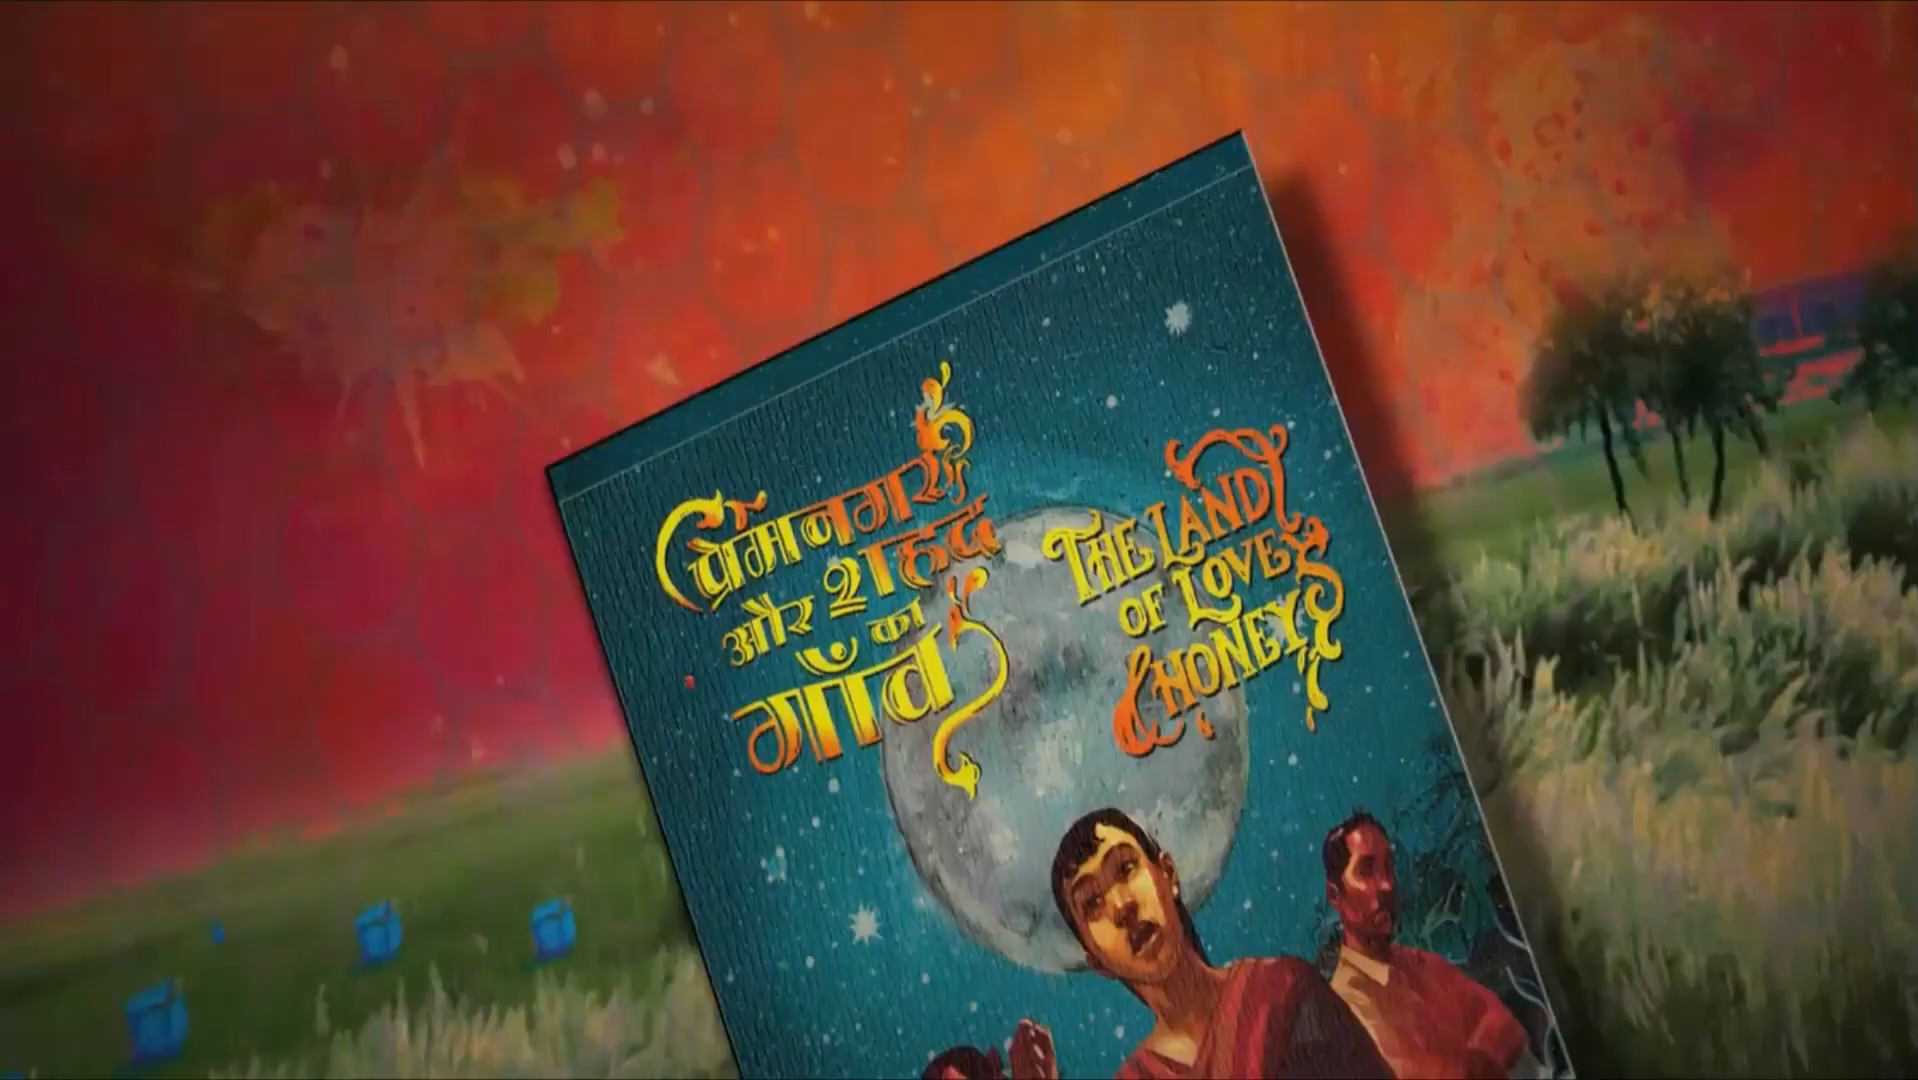 प्रेमनगर
और शहद
का
गाँव
THE LAND
OF LOVE
& HONEY